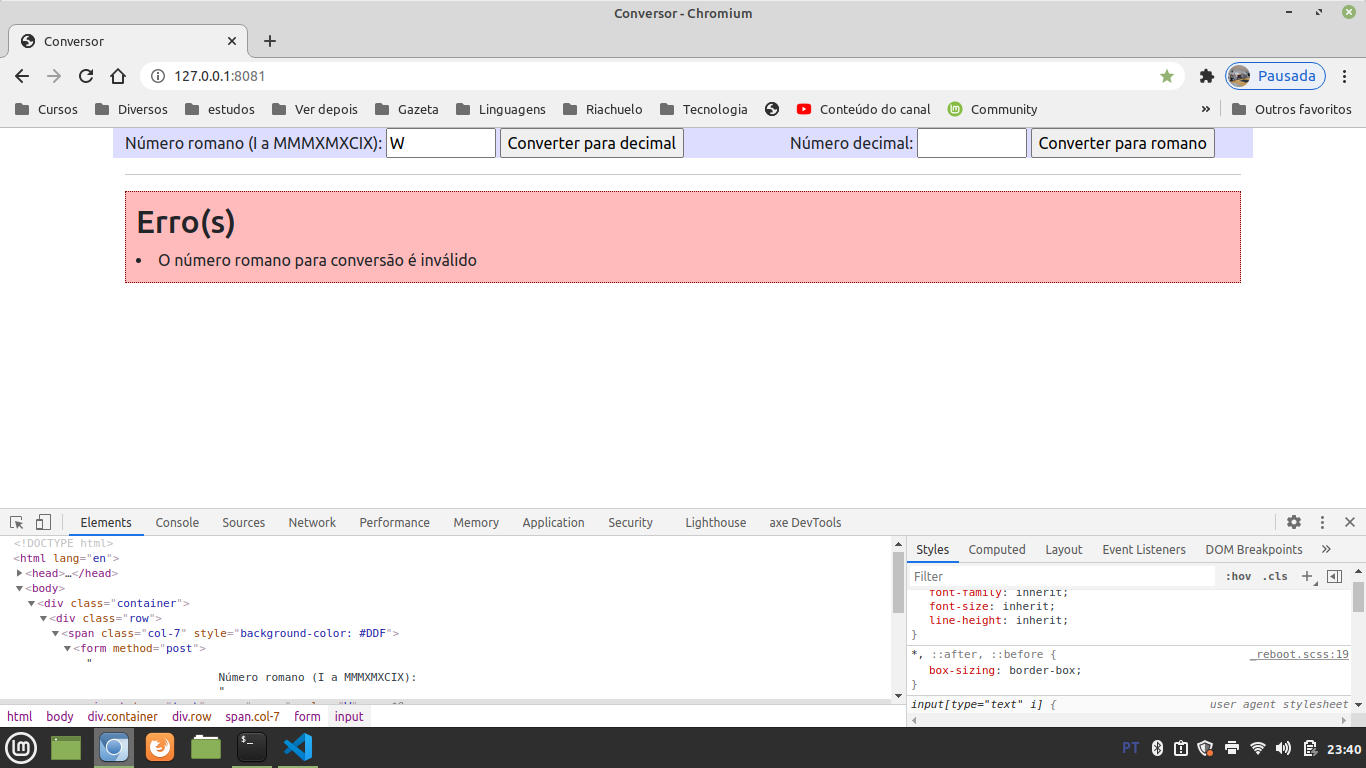 Conversor - Chromium
Conversor
127.0.0.1:8081
Pausada
Cursos Diversos estudos Ver depois Gazeta Linguagens Riachuelo Tecnologia Conteúdo do canal Community » Outros favoritos
Número romano (I a MMMXMXCIX): W Converter para decimal Número decimal: Converter para romano
Erro(s)
• O número romano para conversão é inválido
Elements Console Sources Network Performance Memory Application Security Lighthouse axe DevTools
<!DOCTYPE html>
<html lang="en">
<head>…</head>
<body>
<div class="container">
<div class="row">
<span class="col-7" style="background-color: #DDF">
<form method="post">
"
Número romano (I a MMMXMXCIX):
"
html body div.container div.row span.col-7 form input
Styles Computed Layout Event Listeners DOM Breakpoints »
Filter :hov .cls +
font-family: inherit;
font-size: inherit;
line-height: inherit;
}
*, ::after, ::before { _reboot.scss:19
box-sizing: border-box;
}
input[type="text" i] { user agent stylesheet
PT 23:40